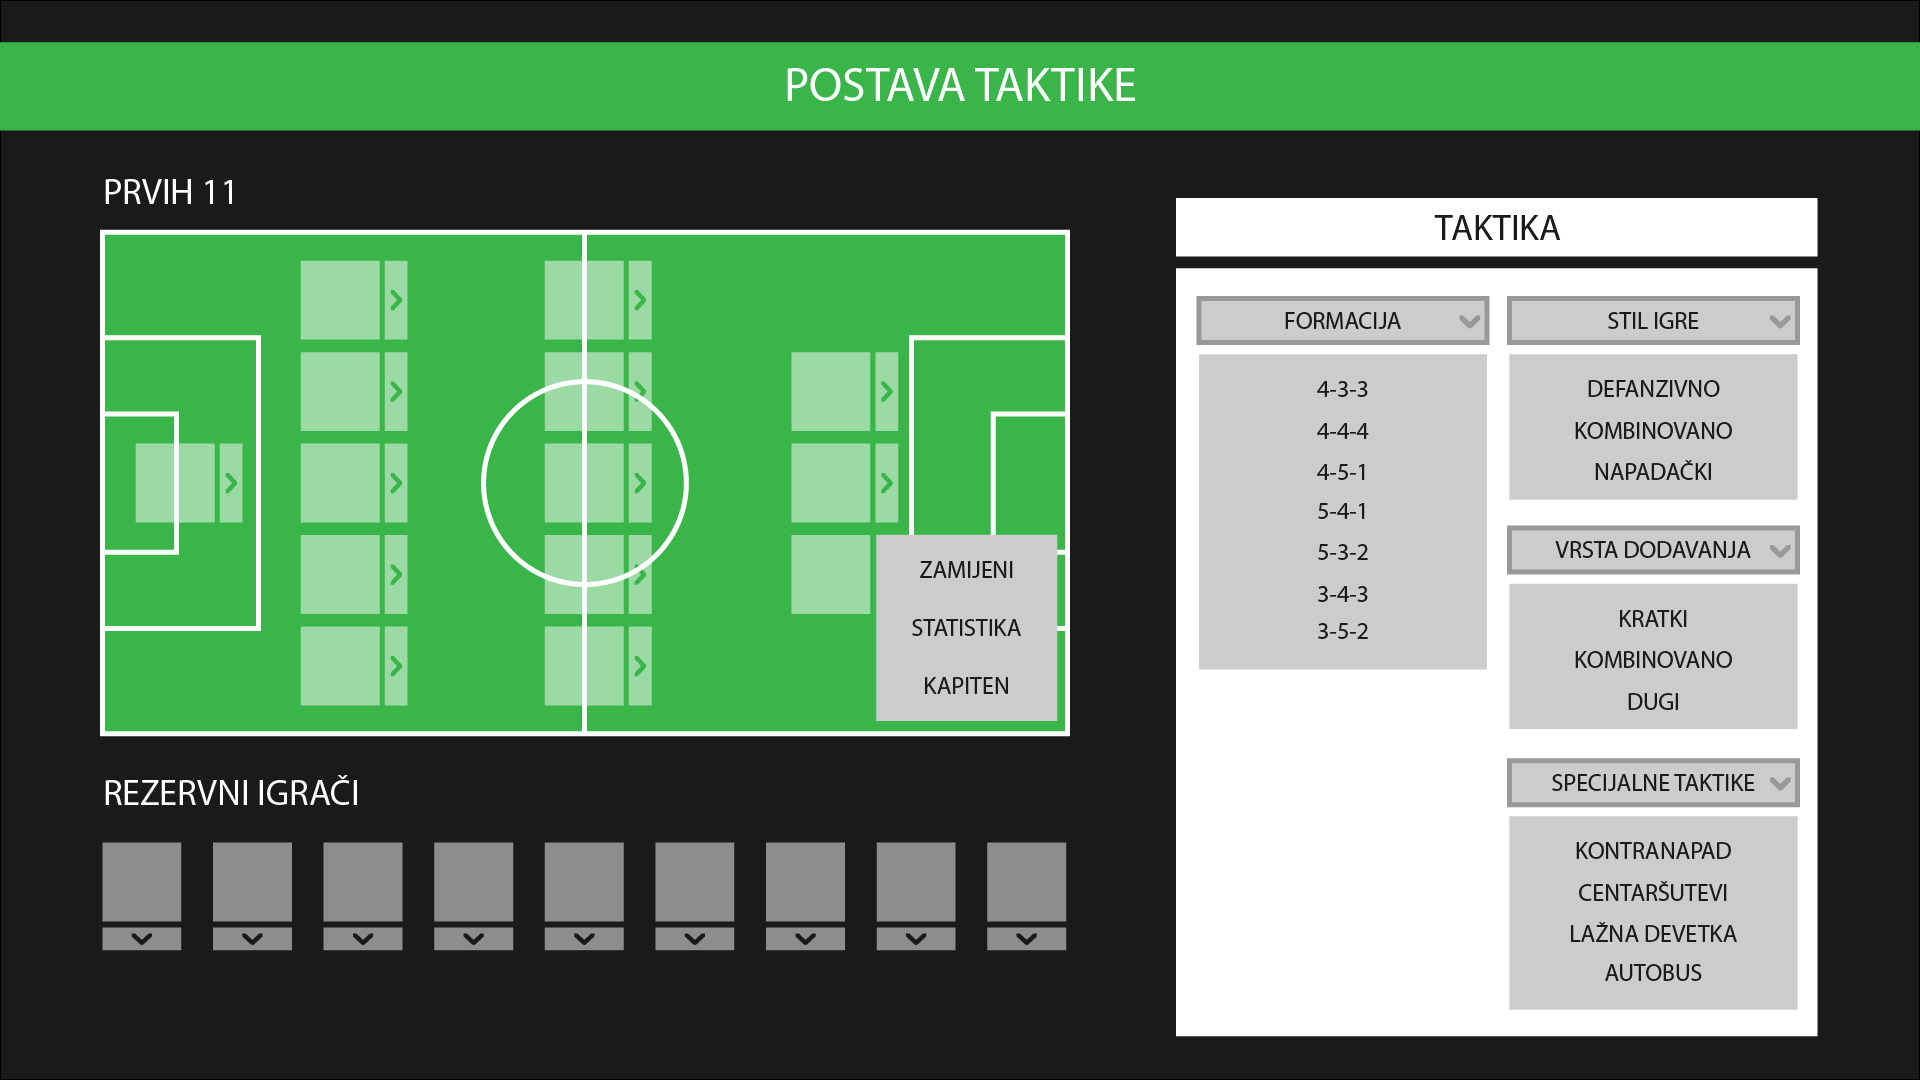 POSTAVA TAKTIKE
PRVIH 11
ZAMIJENI
STATISTIKA
KAPITEN
REZERVNI IGRAČI
TAKTIKA
FORMACIJA
4-3-3
4-4-4
4-5-1
5-4-1
5-3-2
3-4-3
3-5-2
STIL IGRE
DEFANZIVNO
KOMBINOVANO
NAPADAČKI
VRSTA DODAVANJA
KRATKI
KOMBINOVANO
DUGI
SPECIJALNE TAKTIKE
KONTRANAPAD
CENTARŠUTEVI
LAŽNA DEVETKA
AUTOBUS